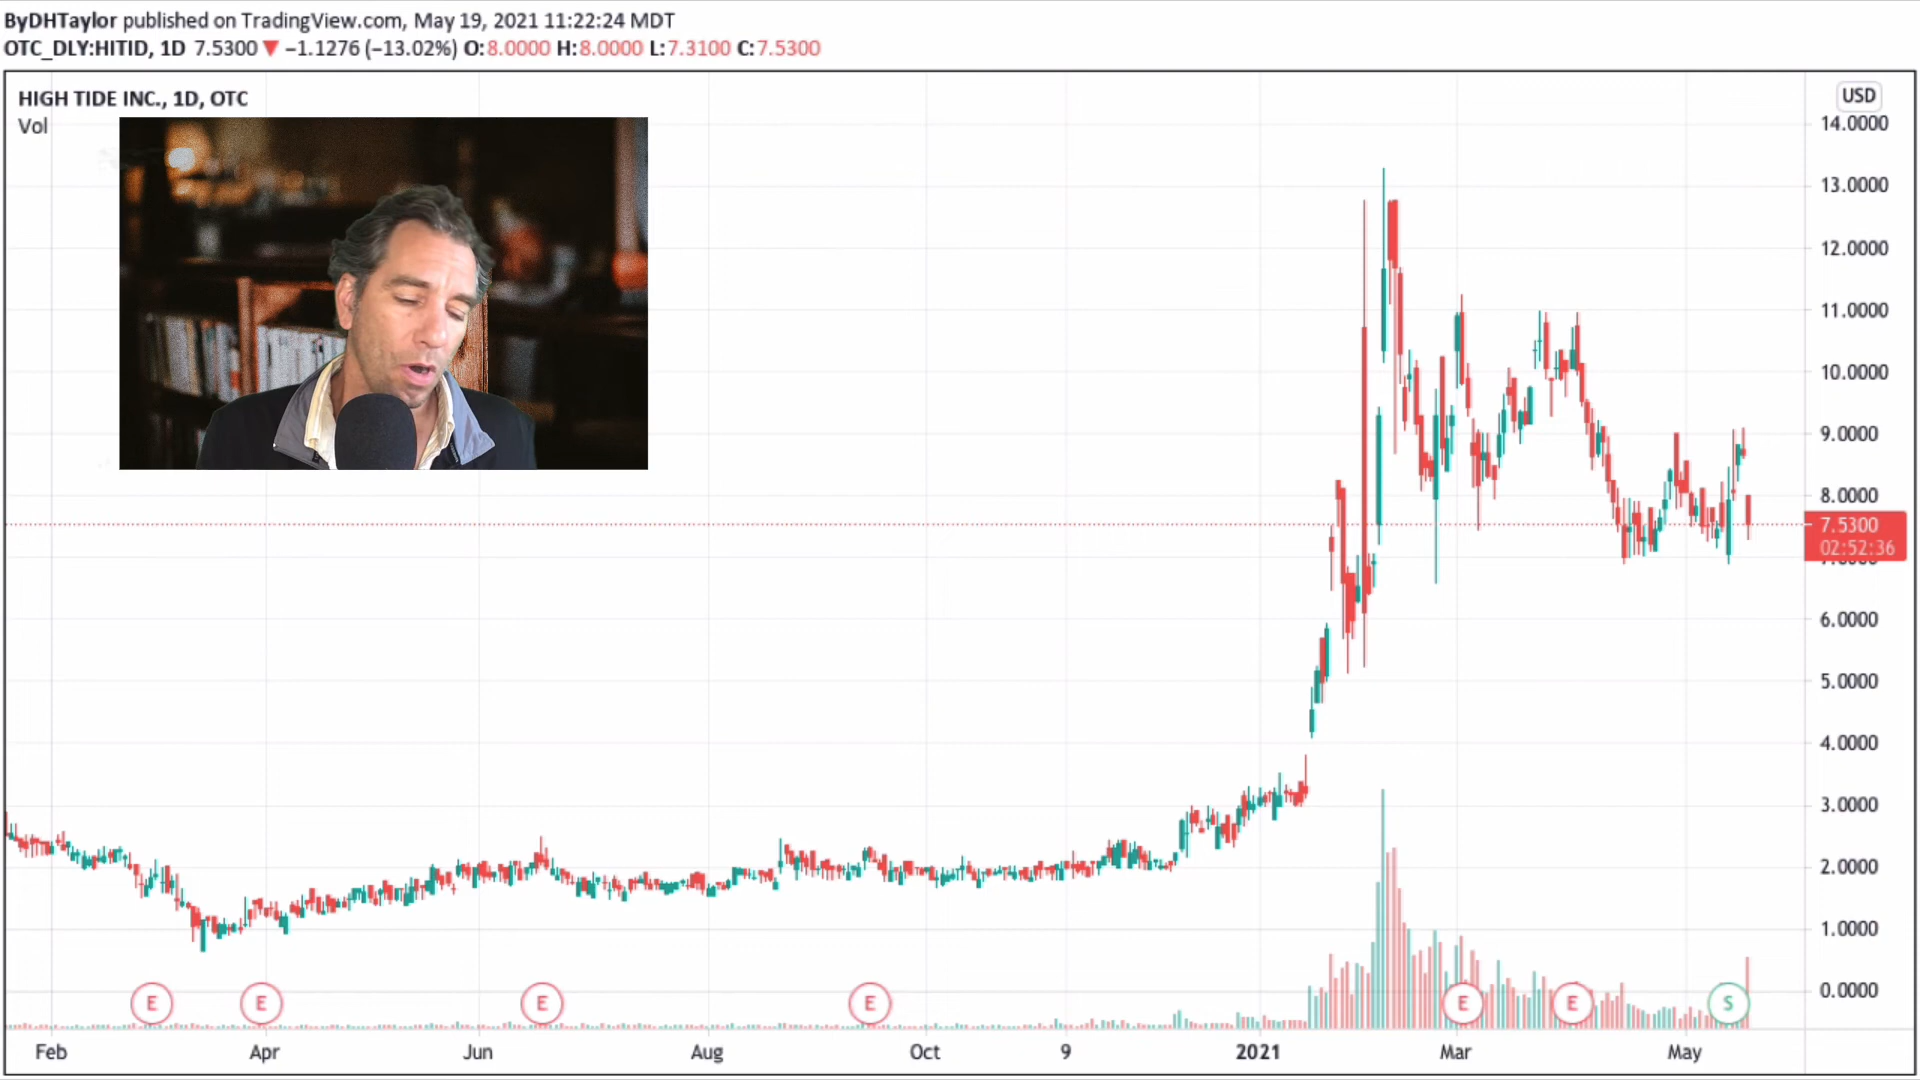 ByDHTaylor published on TradingView.com, May 19, 2021 11:22:24 MDT
OTC_DLY:HITID, 1D 7.5300 ▼ −1.1276 (−13.02%) O:8.0000 H:8.0000 L:7.3100 C:7.5300
HIGH TIDE INC., 1D, OTC
Vol
USD
14.0000
13.0000
12.0000
11.0000
10.0000
9.0000
8.0000
7.5300
02:52:36
6.0000
5.0000
4.0000
3.0000
2.0000
1.0000
0.0000
E E E E E E S
Feb Apr Jun Aug Oct 9 2021 Mar May